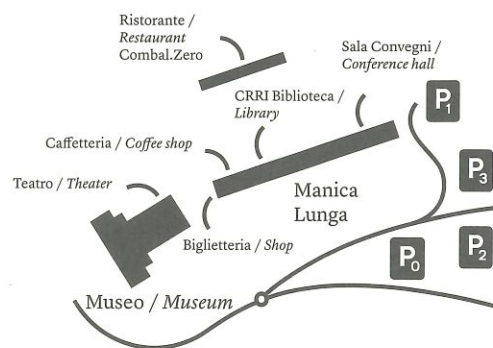 Ristorante /
Restaurant
Combal.Zero
Sala Convegni /
Conference hall
CRRI Biblioteca /
Library
P1
Caffetteria / Coffee shop
Teatro / Theater
P3
Manica
Lunga
Biglietteria / Shop
P2
P0
Museo / Museum